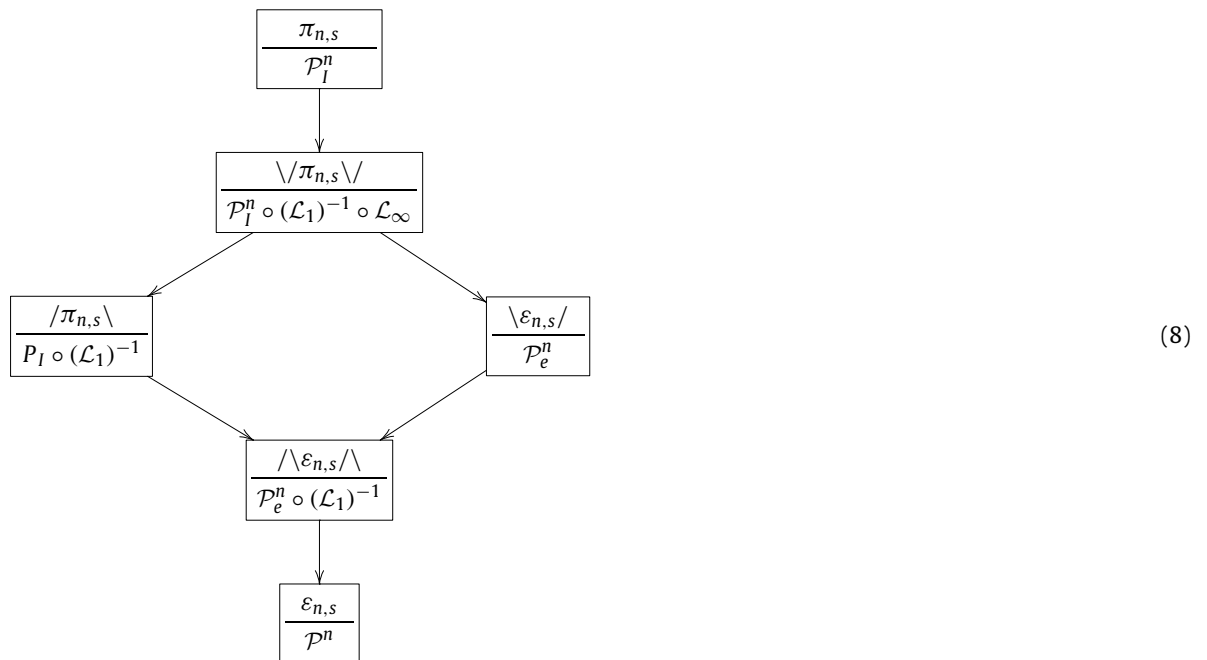 π_{n,s}
𝒫_I^n
\/π_{n,s}\/
𝒫_I^n ∘ (ℒ_1)^{−1} ∘ ℒ_∞
/π_{n,s}\
P_I ∘ (ℒ_1)^{−1}
\ε_{n,s}/
𝒫_e^n
(8)
/\ε_{n,s}/\
𝒫_e^n ∘ (ℒ_1)^{−1}
ε_{n,s}
𝒫^n